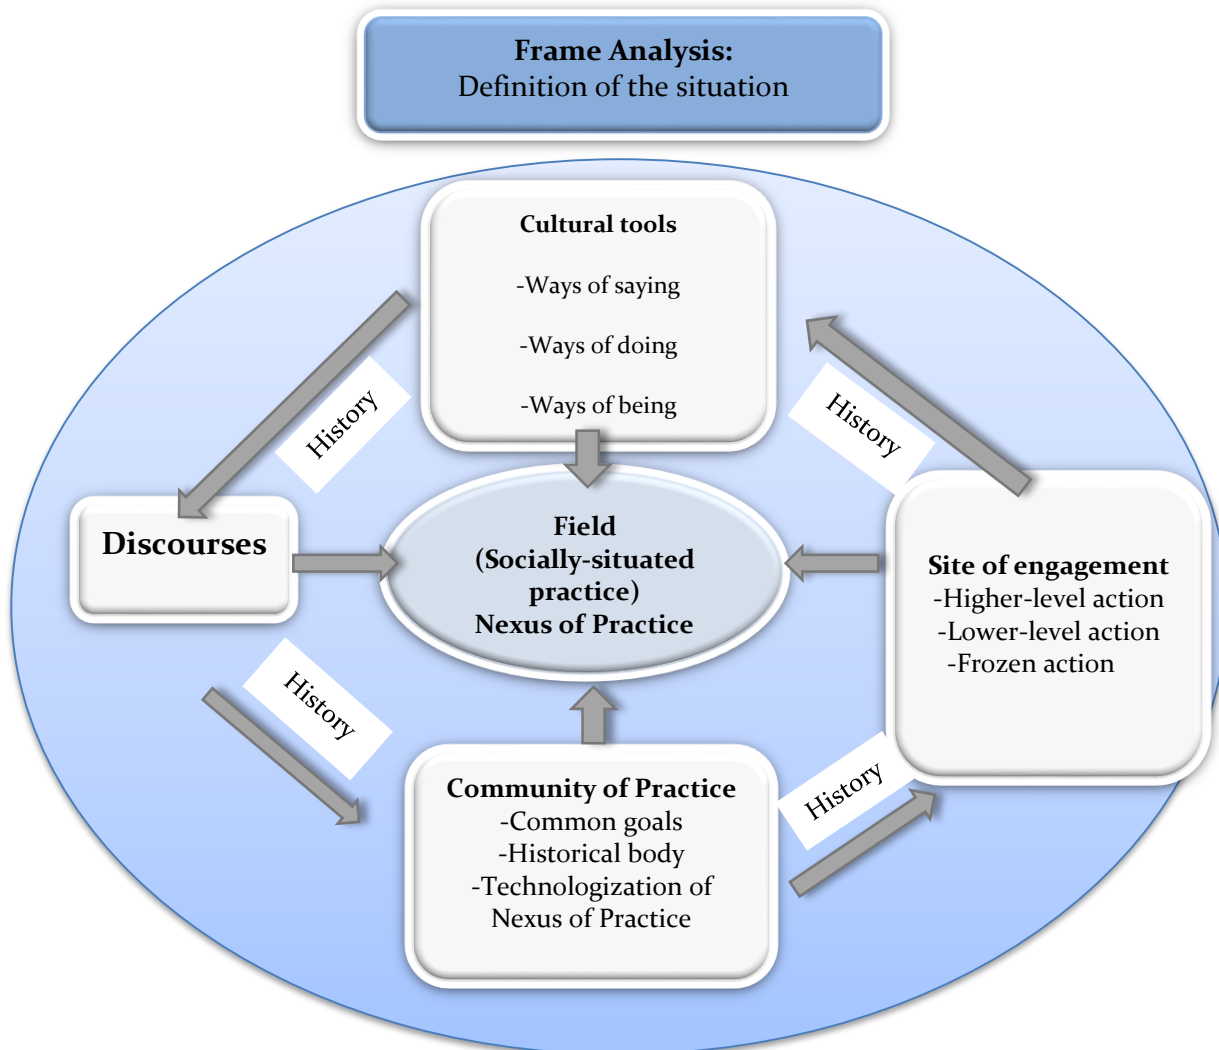 Frame Analysis:
Definition of the situation
Cultural tools
-Ways of saying
-Ways of doing
-Ways of being
History
History
Discourses
Field
(Socially-situated
practice)
Nexus of Practice
Site of engagement
-Higher-level action
-Lower-level action
-Frozen action
History
History
Community of Practice
-Common goals
-Historical body
-Technologization of
Nexus of Practice